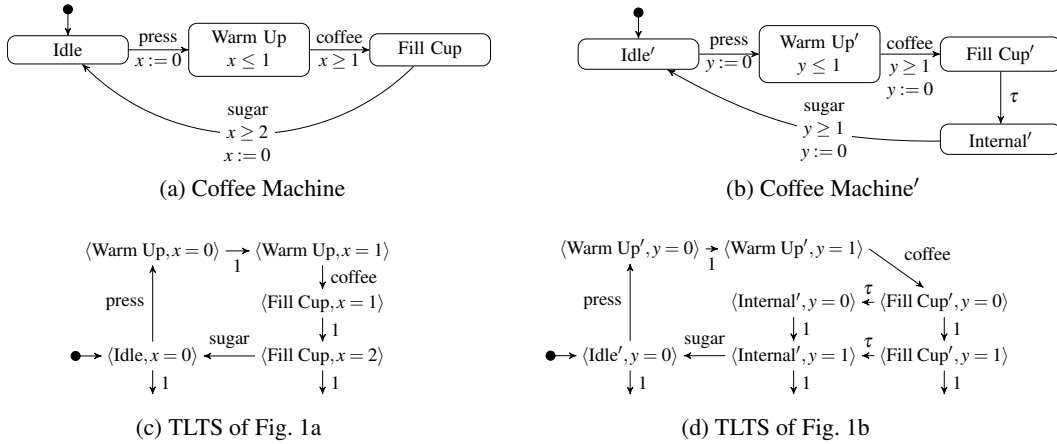 Idle
press
x := 0
Warm Up
x ≤ 1
coffee
x ≥ 1
Fill Cup
sugar
x ≥ 2
x := 0
(a) Coffee Machine
Idle′
press
y := 0
Warm Up′
y ≤ 1
coffee
y ≥ 1
y := 0
Fill Cup′
τ
Internal′
sugar
y ≥ 1
y := 0
(b) Coffee Machine′
⟨Warm Up, x = 0⟩
1
⟨Warm Up, x = 1⟩
coffee
press
⟨Fill Cup, x = 1⟩
1
⟨Idle, x = 0⟩
sugar
⟨Fill Cup, x = 2⟩
1
1
(c) TLTS of Fig. 1a
⟨Warm Up′, y = 0⟩
1
⟨Warm Up′, y = 1⟩
coffee
press
⟨Internal′, y = 0⟩
τ
⟨Fill Cup′, y = 0⟩
1
1
⟨Idle′, y = 0⟩
sugar
⟨Internal′, y = 1⟩
τ
⟨Fill Cup′, y = 1⟩
1
1
1
(d) TLTS of Fig. 1b